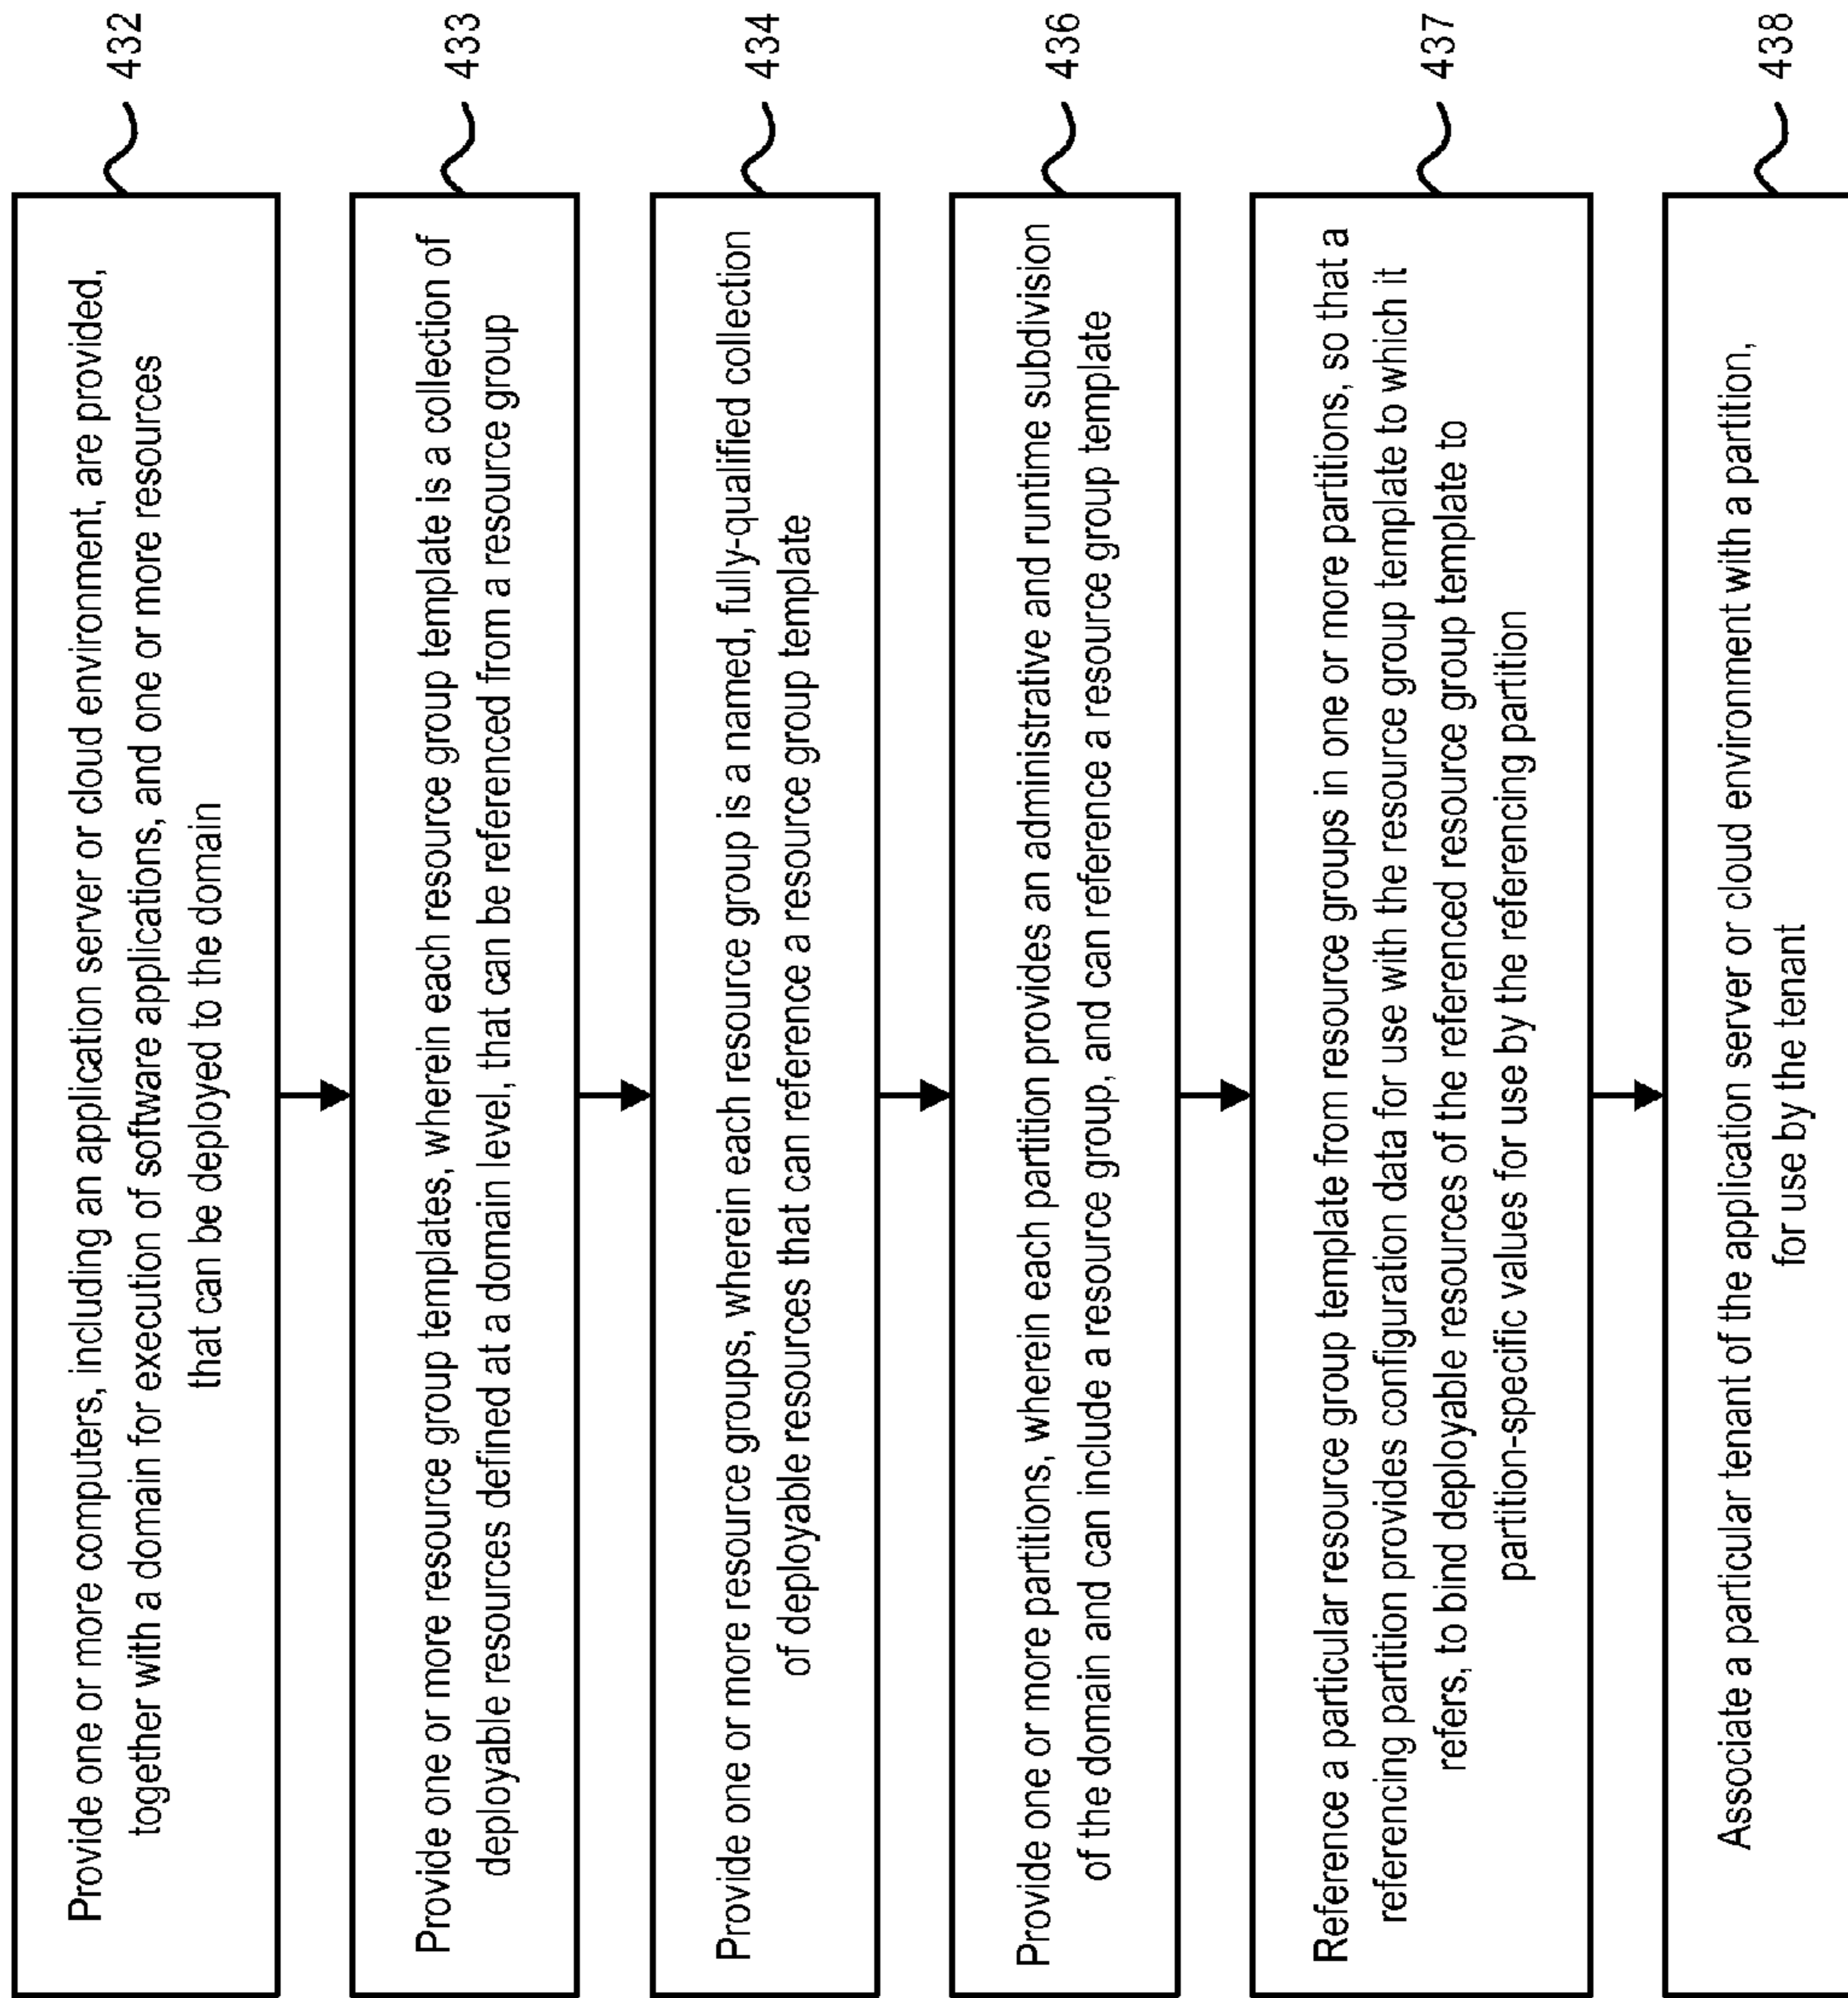 Provide one or more computers, including an application server or cloud environment, are provided,
together with a domain for execution of software applications, and one or more resources
that can be deployed to the domain
432
Provide one or more resource group templates, wherein each resource group template is a collection of
deployable resources defined at a domain level, that can be referenced from a resource group
433
Provide one or more resource groups, wherein each resource group is a named, fully-qualified collection
of deployable resources that can reference a resource group template
434
Provide one or more partitions, wherein each partition provides an administrative and runtime subdivision
of the domain and can include a resource group, and can reference a resource group template
436
Reference a particular resource group template from resource groups in one or more partitions, so that a
referencing partition provides configuration data for use with the resource group template to which it
refers, to bind deployable resources of the referenced resource group template to
partition-specific values for use by the referencing partition
437
Associate a particular tenant of the application server or cloud environment with a partition,
for use by the tenant
438